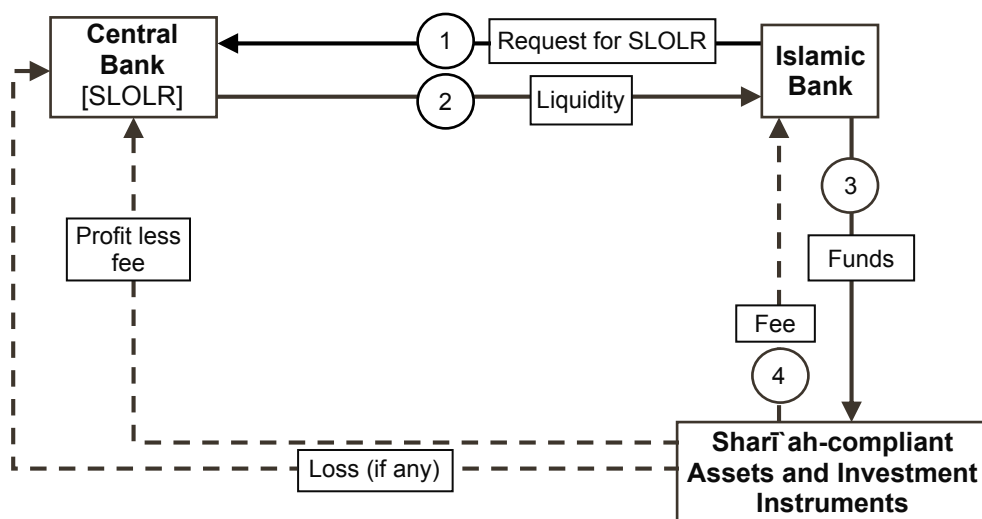 Central
Bank
[SLOLR]
1
Request for SLOLR
Islamic
Bank
2
Liquidity
3
Profit less
fee
Funds
Fee
4
Loss (if any)
Sharī`ah-compliant
Assets and Investment
Instruments